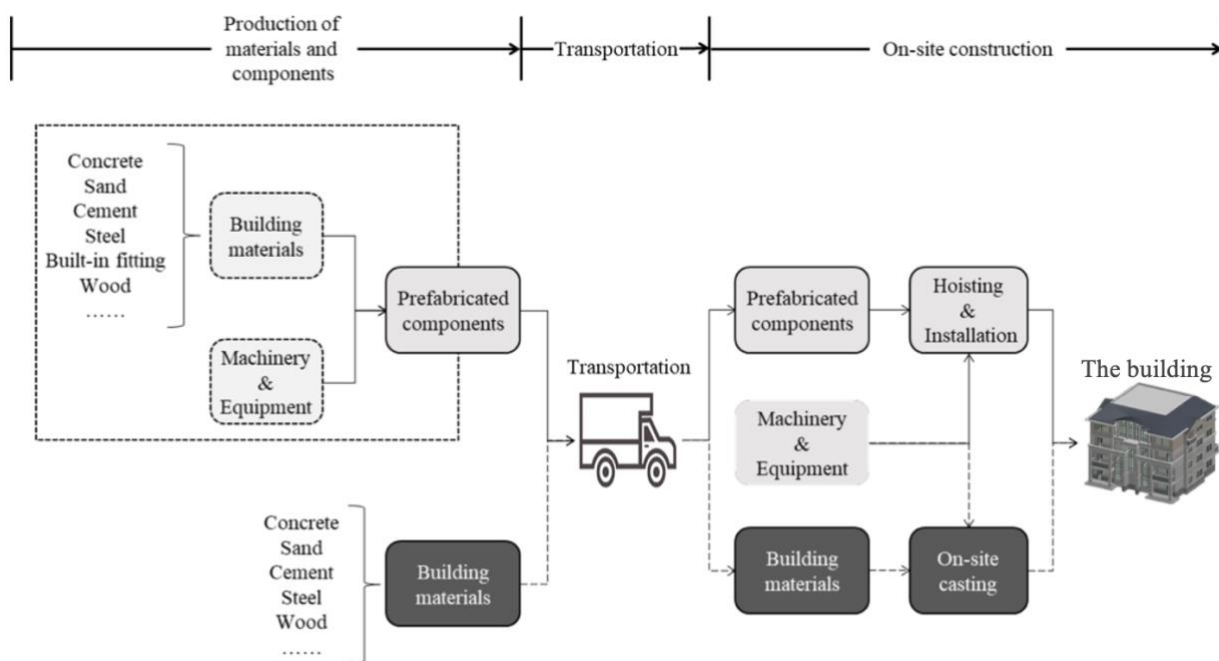 Production of
materials and
components
Transportation
On-site construction
Concrete
Sand
Cement
Steel
Built-in fitting
Wood
......
Building
materials
Machinery
&
Equipment
Prefabricated
components
Transportation
Prefabricated
components
Hoisting
&
Installation
Machinery
&
Equipment
The building
Concrete
Sand
Cement
Steel
Wood
......
Building
materials
Building
materials
On-site
casting